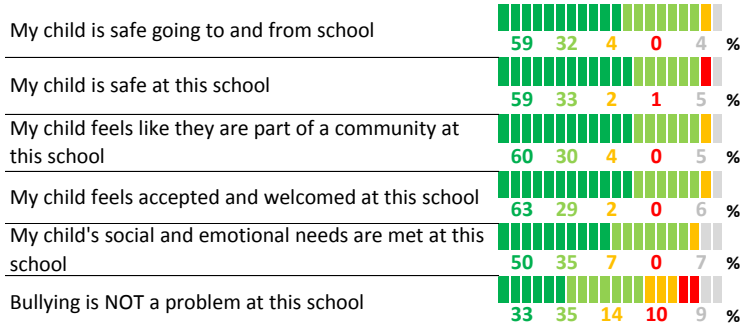 My child is safe going to and from school
59 32 4 0 4 %
My child is safe at this school
59 33 2 1 5 %
My child feels like they are part of a community at
this school
60 30 4 0 5 %
My child feels accepted and welcomed at this school
63 29 2 0 6 %
My child's social and emotional needs are met at this
school
50 35 7 0 7 %
Bullying is NOT a problem at this school
33 35 14 10 9 %